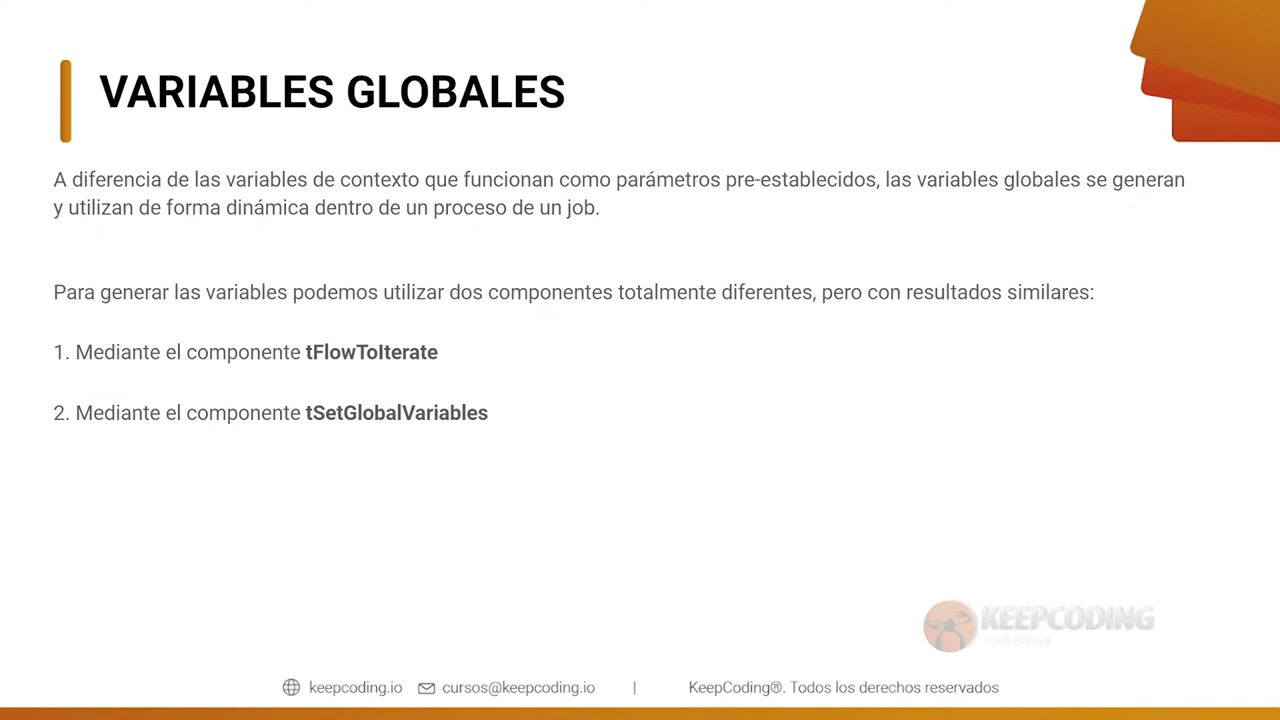 VARIABLES GLOBALES
A diferencia de las variables de contexto que funcionan como parámetros pre-establecidos, las variables globales se generan
y utilizan de forma dinámica dentro de un proceso de un job.
Para generar las variables podemos utilizar dos componentes totalmente diferentes, pero con resultados similares:
1. Mediante el componente tFlowToIterate
2. Mediante el componente tSetGlobalVariables
KEEPCODING
Tech School
keepcoding.io cursos@keepcoding.io | KeepCoding®. Todos los derechos reservados